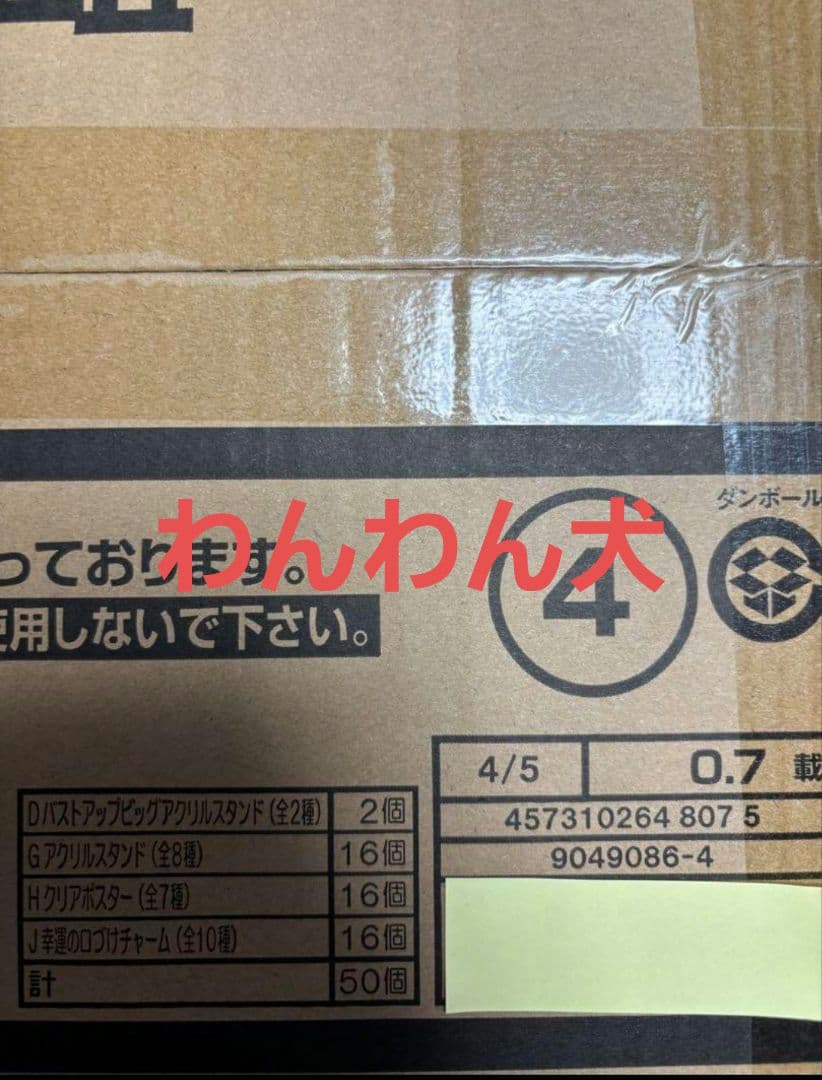 ダンボール
っております。
わんわん犬
使用しないで下さい。
4
4/5
0.7 載
457310264 807 5
9049086-4
Dバストアップビッグアクリルスタンド(全2種) 2個
Gアクリルスタンド(全8種) 16個
Hクリアポスター(全7種) 16個
J幸運の口づけチャーム(全10種) 16個
計 50個